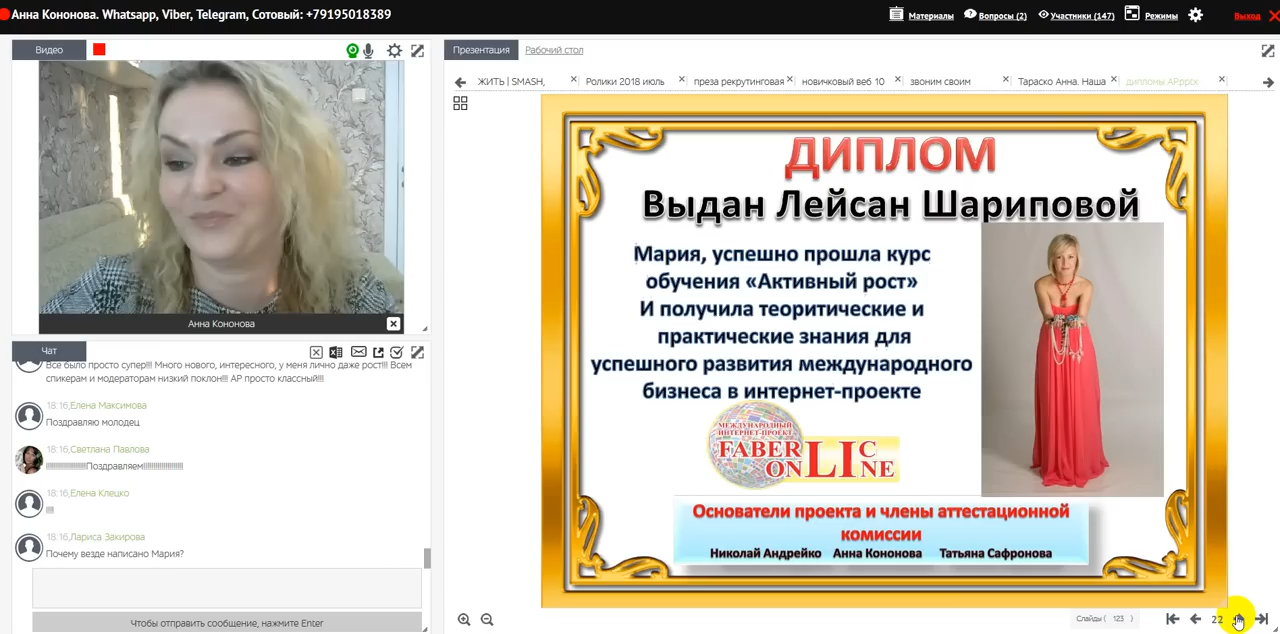 Анна Кононова. Whatsapp, Viber, Telegram, Сотовый: +79195018389
Материалы
Вопросы (2)
Участники (147)
Режимы
Выход
Видео
Анна Кононова
Чат
Все было просто супер!!! Много нового, интересного, у меня лично даже рост!!! Всем
спикерам и модераторам низкий поклон!!! АР просто классный!!!
18:16, Елена Максимова
Поздравляю молодец
18:16, Светлана Павлова
!!!!!!!!!!!!!!!!!!Поздравляем!!!!!!!!!!!!!!!!!!
18:16, Елена Клецко
!!!!
18:16, Лариса Закирова
Почему везде написано Мария?
Чтобы отправить сообщение, нажмите Enter
Презентация
Рабочий стол
ЖИТЬ | SMASH,
Ролики 2018 июль
преза рекрутинговая
новичковый веб 10
звоним своим
Тараско Анна. Наша
дипломы АР.pptx
ДИПЛОМ
Выдан Лейсан Шариповой
Мария, успешно прошла курс
обучения «Активный рост»
И получила теоритические и
практические знания для
успешного развития международного
бизнеса в интернет-проекте
МЕЖДУНАРОДНЫЙ
ИНТЕРНЕТ-ПРОЕКТ
FABERLIC
ONLINE
Основатели проекта и члены аттестационной
комиссии
Николай Андрейко Анна Кононова Татьяна Сафронова
Слайды ( 123 )
22